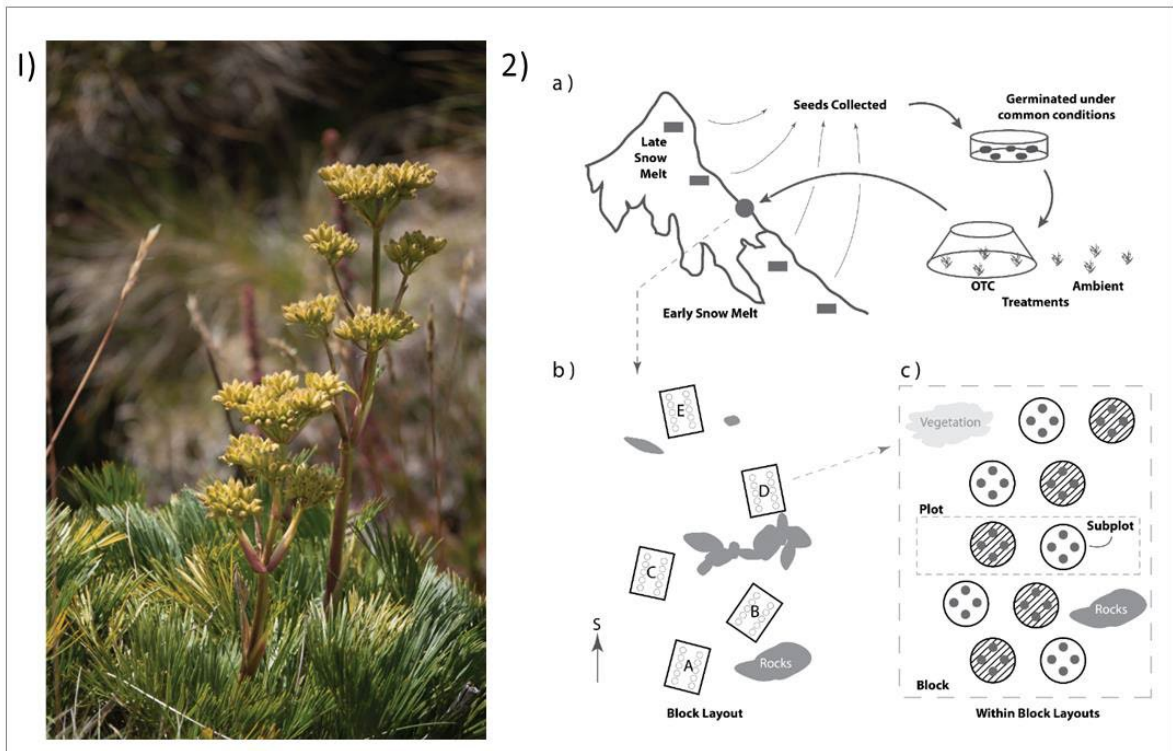 1)
2)
a)
Seeds Collected
Germinated under
common conditions
Late
Snow
Melt
OTC
Ambient
Treatments
Early Snow Melt
b)
E
D
C
B
A
S
Rocks
Block Layout
c)
Vegetation
Plot
Subplot
Rocks
Block
Within Block Layouts